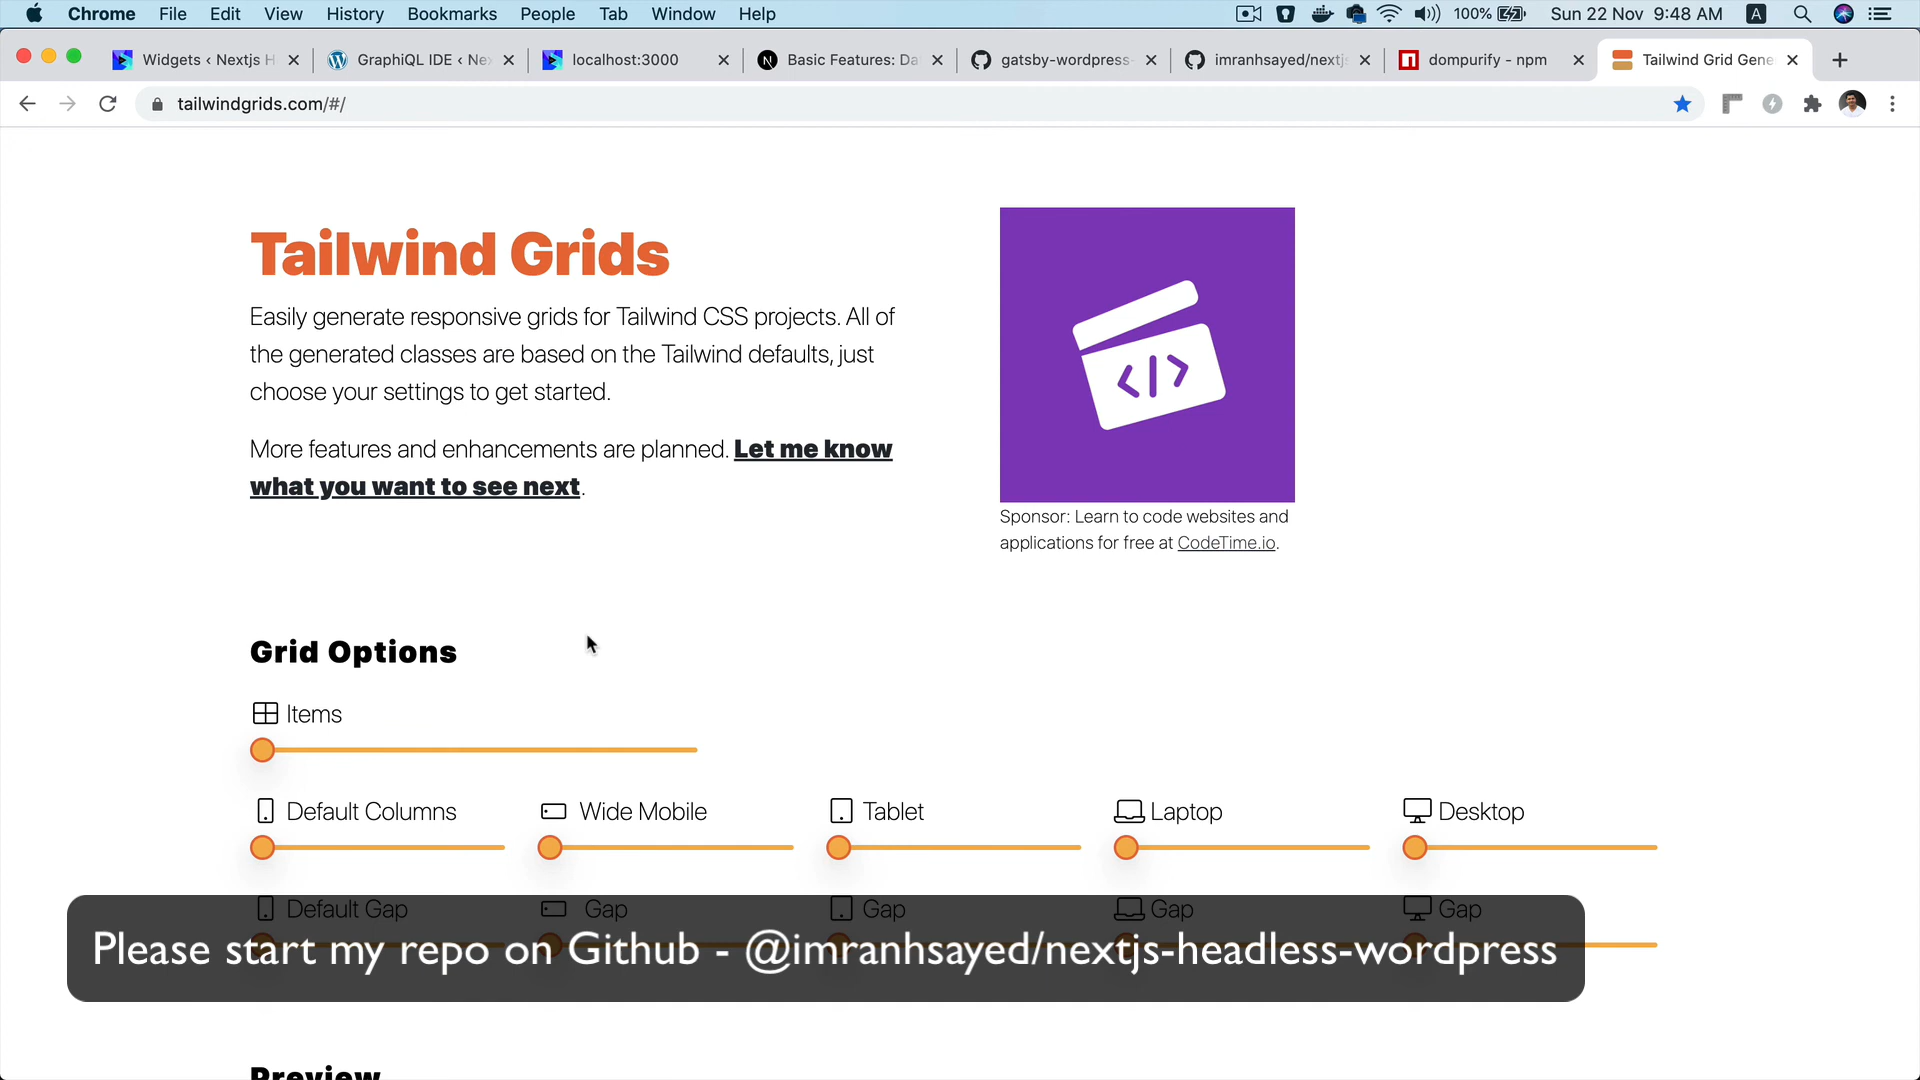 Chrome File Edit View History Bookmarks People Tab Window Help 100% Sun 22 Nov 9:48 AM A
Widgets ‹ Nextjs H GraphiQL IDE ‹ Nex localhost:3000 Basic Features: Da gatsby-wordpress- imranhsayed/nextjs dompurify - npm Tailwind Grid Gene
tailwindgrids.com/#/
Tailwind Grids
Easily generate responsive grids for Tailwind CSS projects. All of
the generated classes are based on the Tailwind defaults, just
choose your settings to get started.
More features and enhancements are planned. Let me know
what you want to see next.
</>
Sponsor: Learn to code websites and
applications for free at CodeTime.io.
Grid Options
Items
Default Columns Wide Mobile Tablet Laptop Desktop
Default Gap Gap Gap Gap Gap
Please start my repo on Github - @imranhsayed/nextjs-headless-wordpress
Preview